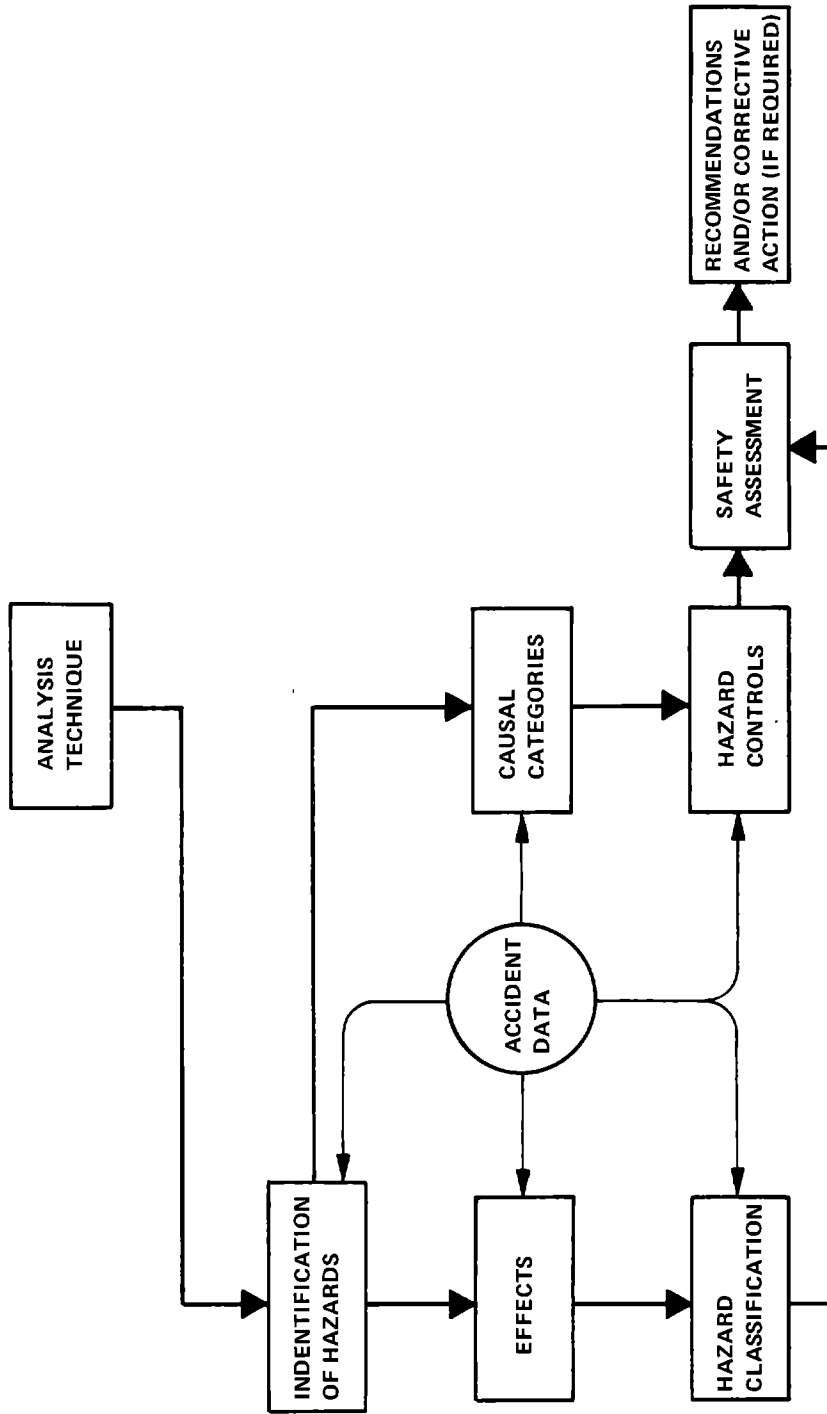 ANALYSIS
TECHNIQUE
INDENTIFICATION
OF HAZARDS
EFFECTS
ACCIDENT
DATA
CAUSAL
CATEGORIES
HAZARD
CLASSIFICATION
HAZARD
CONTROLS
SAFETY
ASSESSMENT
RECOMMENDATIONS
AND/OR CORRECTIVE
ACTION (IF REQUIRED)